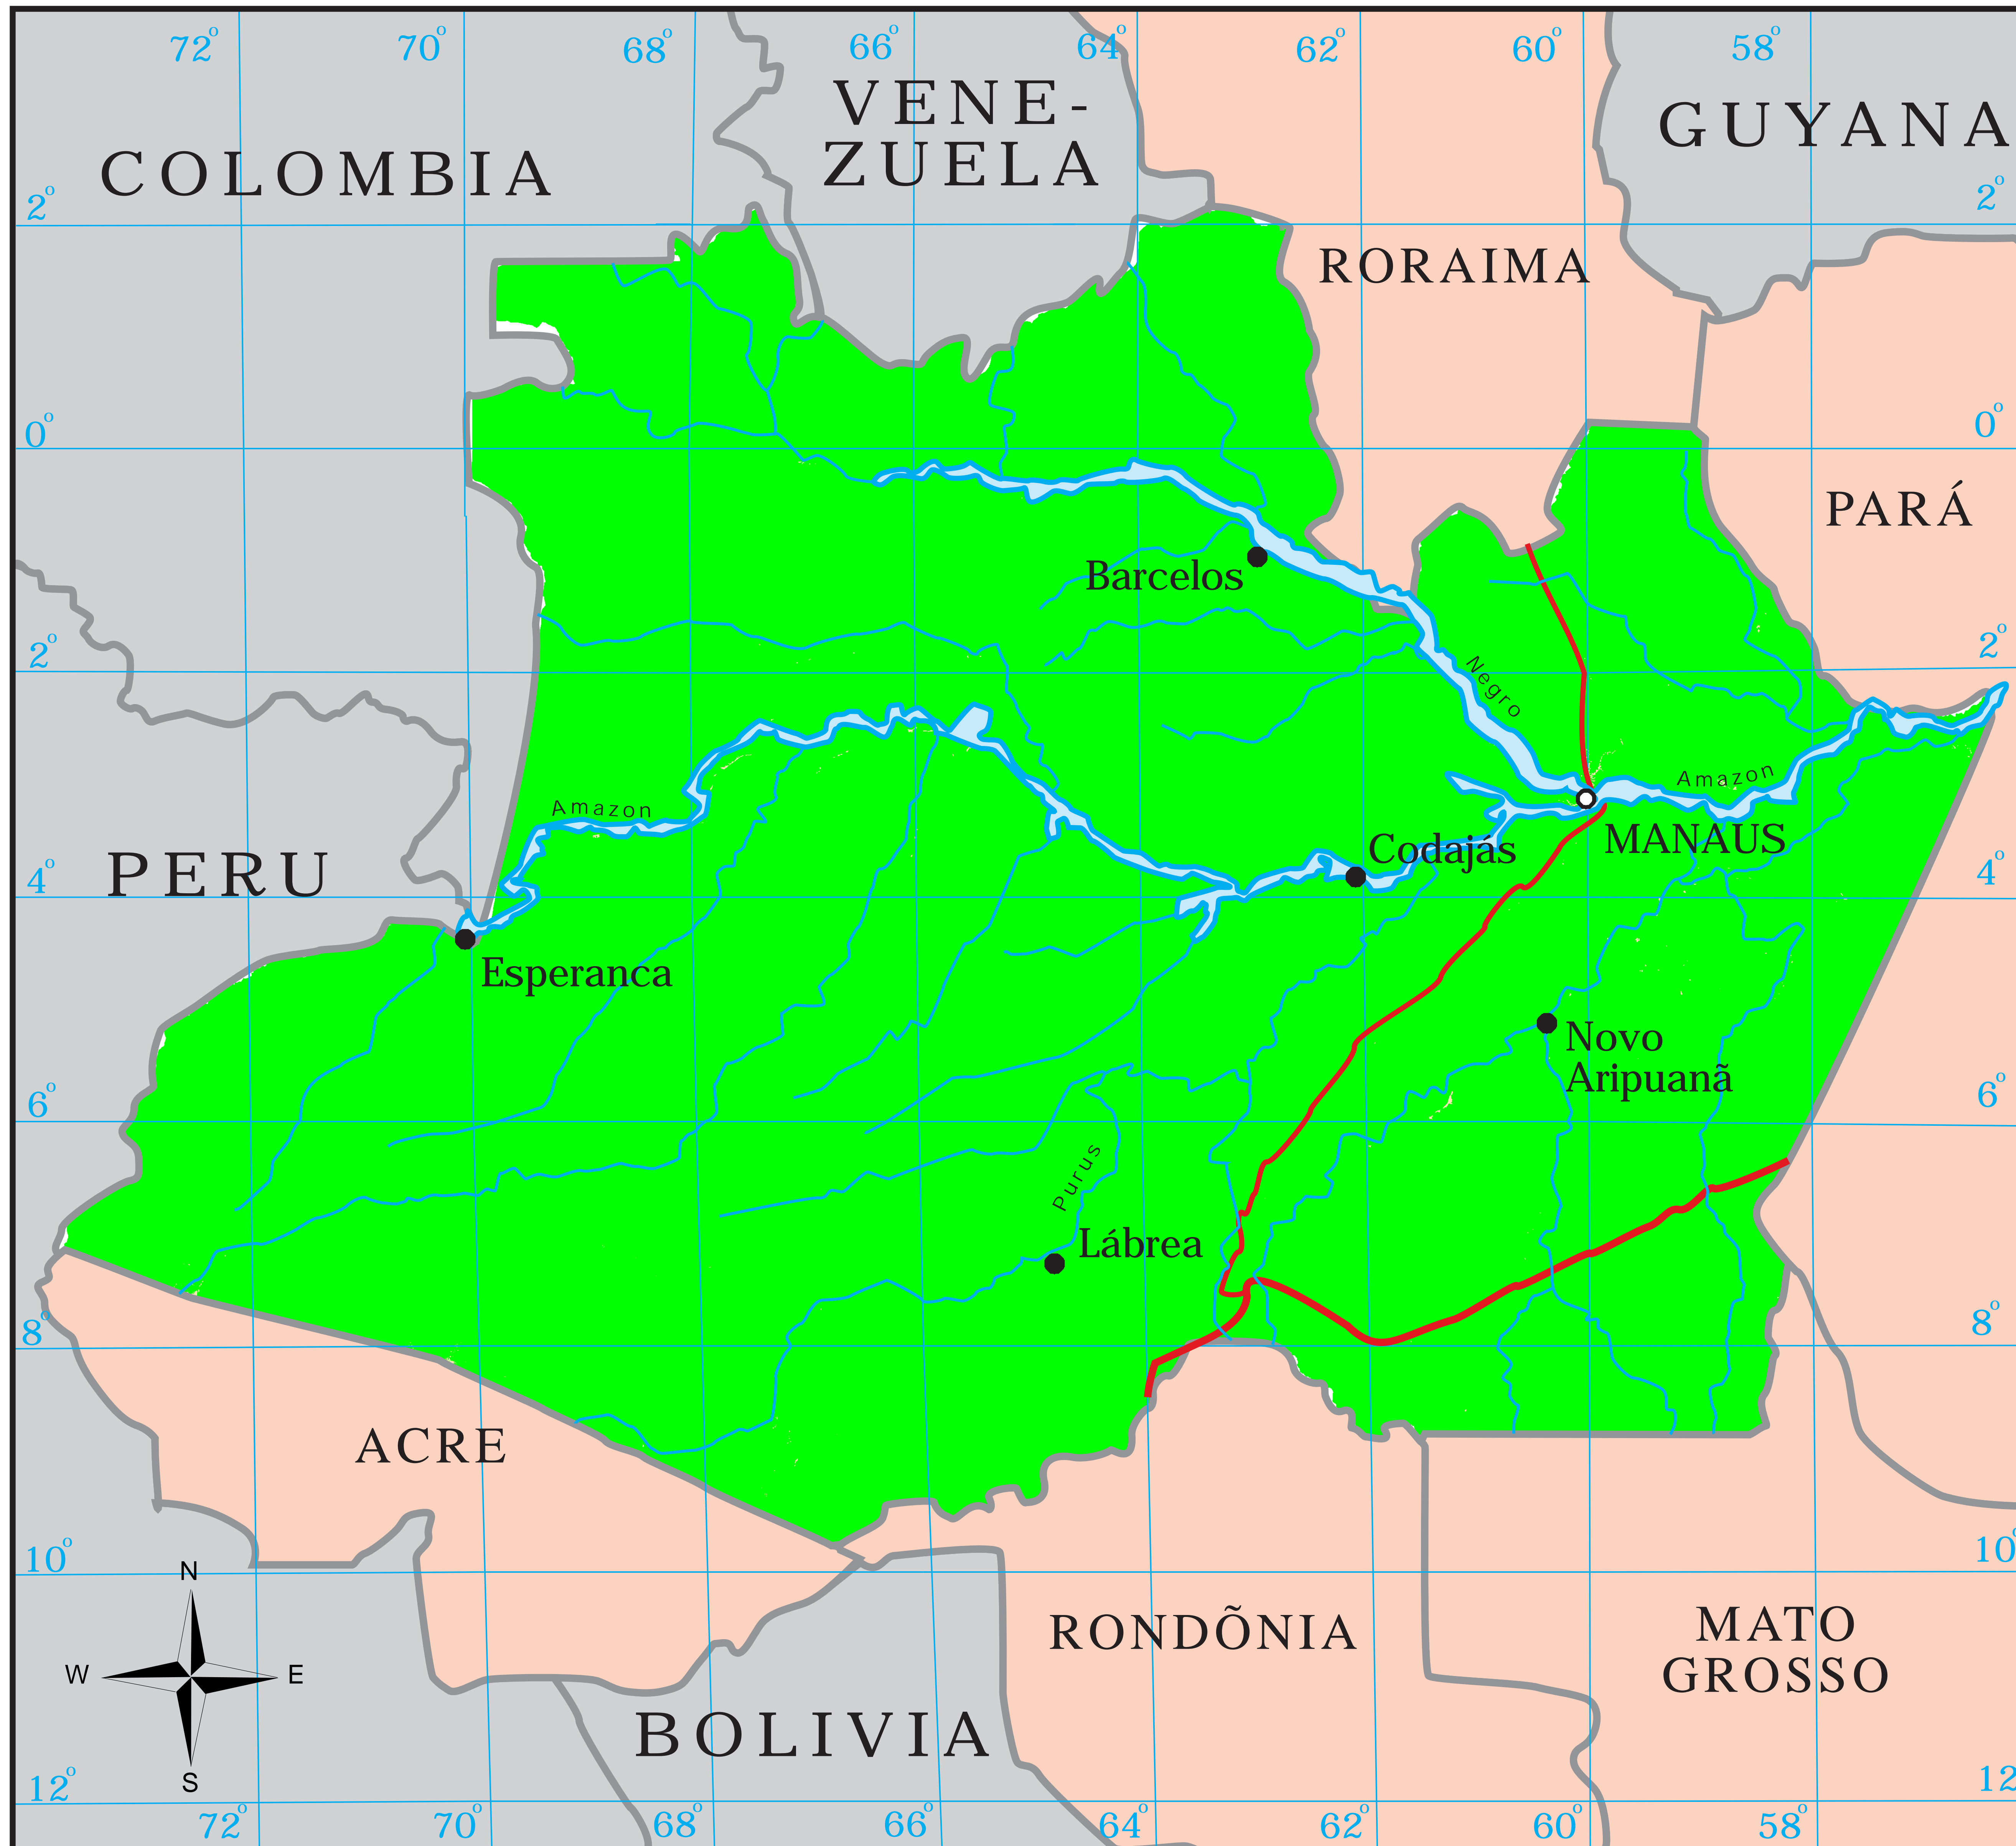 72° 70° 68° 66° 64° 62° 60° 58°
VENE-
ZUELA
GUYANA
COLOMBIA
2° 2°
RORAIMA
0° 0°
PARÁ
Barcelos
2° 2°
Negro
Amazon
Amazon
MANAUS
Codajás
PERU
4° 4°
Esperanca
Novo
Aripuanã
6° 6°
Purus
Lábrea
8° 8°
ACRE
10° 10°
N
W E
S
RONDÕNIA
MATO
GROSSO
BOLIVIA
12° 12
72° 70° 68° 66° 64° 62° 60° 58°